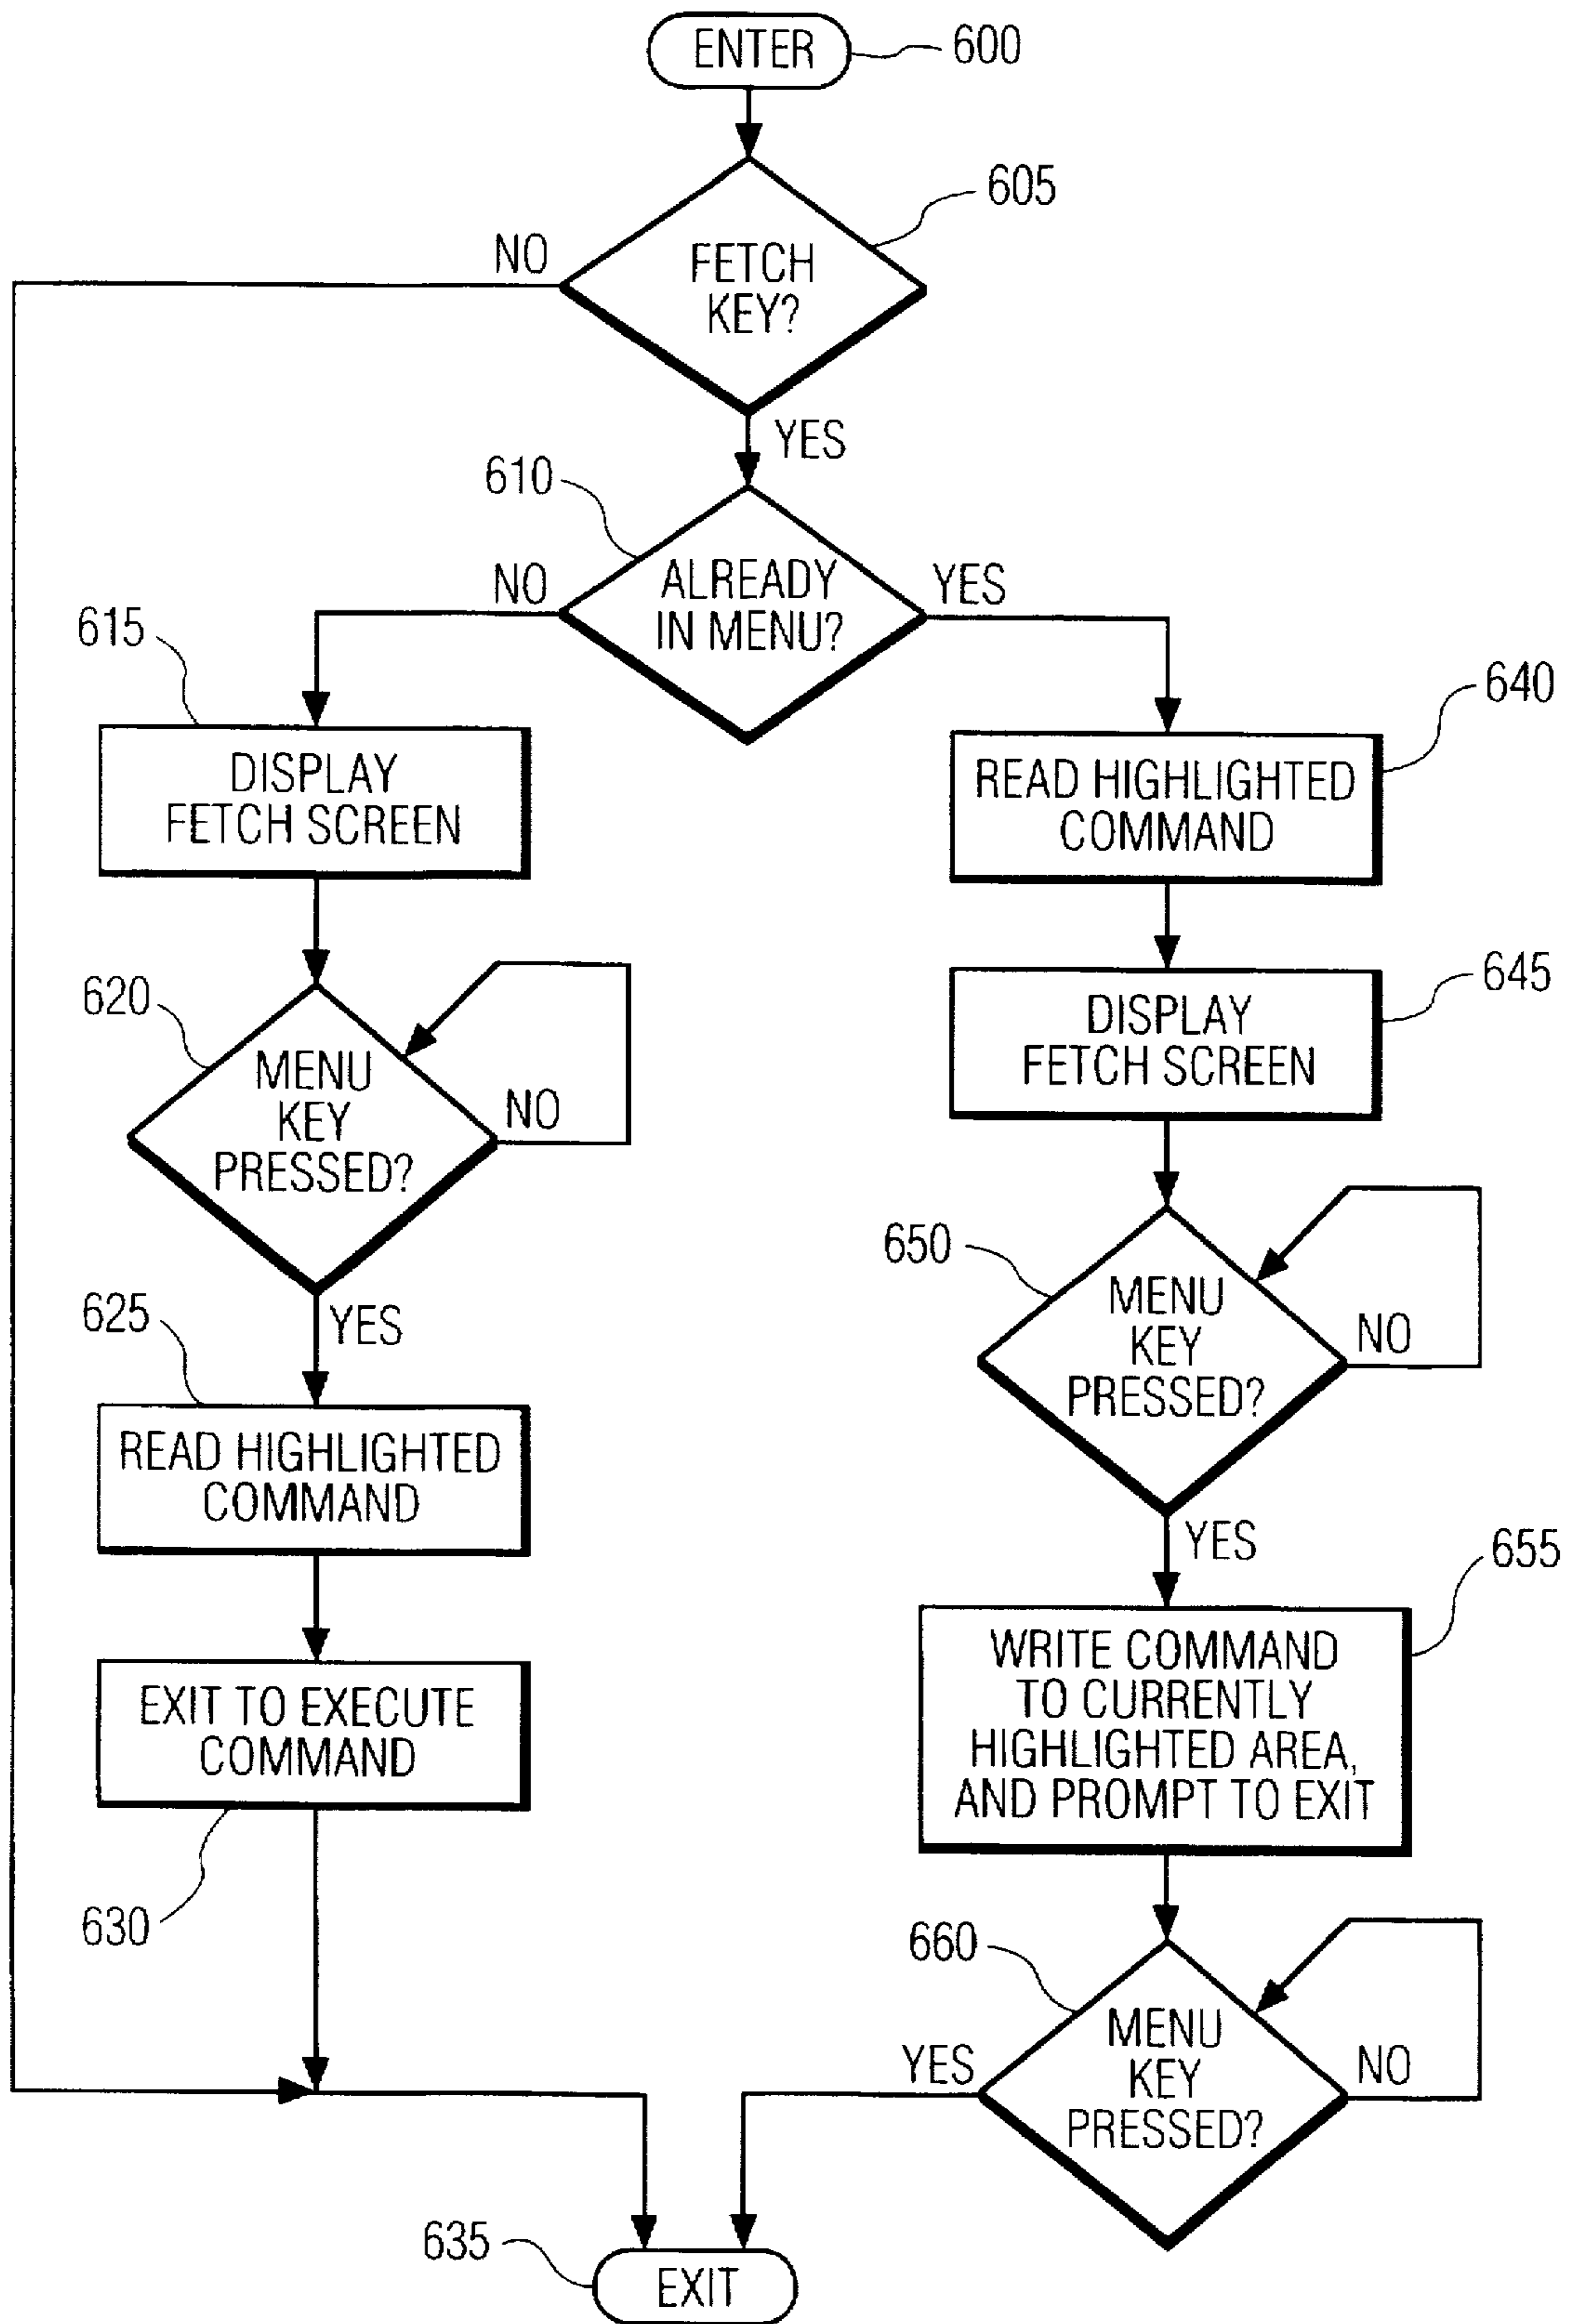 ENTER
600
605
FETCH
KEY?
NO
YES
610
ALREADY
IN MENU?
NO
YES
615
DISPLAY
FETCH SCREEN
620
MENU
KEY
PRESSED?
NO
YES
625
READ HIGHLIGHTED
COMMAND
EXIT TO EXECUTE
COMMAND
630
640
READ HIGHLIGHTED
COMMAND
645
DISPLAY
FETCH SCREEN
650
MENU
KEY
PRESSED?
NO
YES
655
WRITE COMMAND
TO CURRENTLY
HIGHLIGHTED AREA,
AND PROMPT TO EXIT
660
MENU
KEY
PRESSED?
YES
NO
635
EXIT